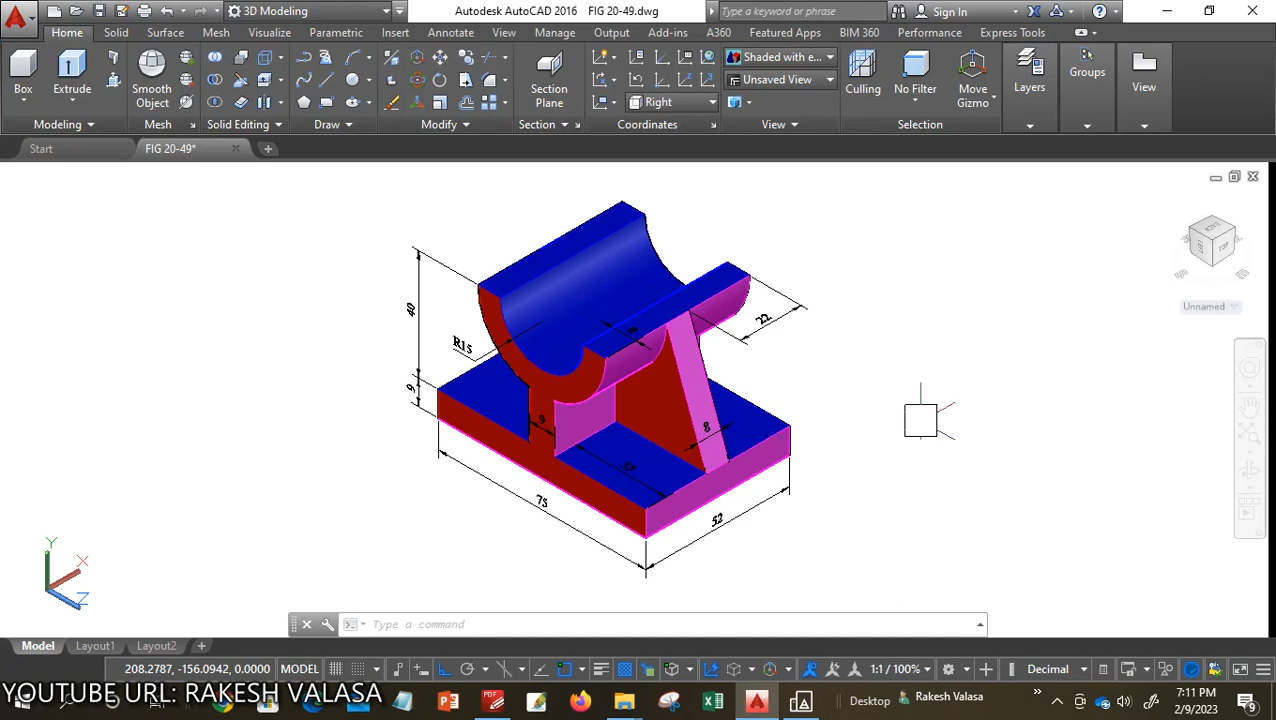 Autodesk AutoCAD 2016 FIG 20-49.dwg
3D Modeling
Type a keyword or phrase
Sign In
Home Solid Surface Mesh Visualize Parametric Insert Annotate View Manage Output Add-ins A360 Featured Apps BIM 360 Performance Express Tools
Box
Extrude
Smooth
Object
Section
Plane
Right
Shaded with e...
Unsaved View
Culling
No Filter
Move
Gizmo
Layers
Groups
View
Modeling Mesh Solid Editing Draw Modify Section Coordinates View Selection
Start FIG 20-49*
40
R15
9
8
22
9
8
75
52
Unnamed
Y
X
Z
Type a command
Model Layout1 Layout2
208.2787, -156.0942, 0.0000 MODEL 1:1 / 100% Decimal
YOUTUBE URL: RAKESH VALASA
Desktop
Rakesh Valasa
7:11 PM
2/9/2023